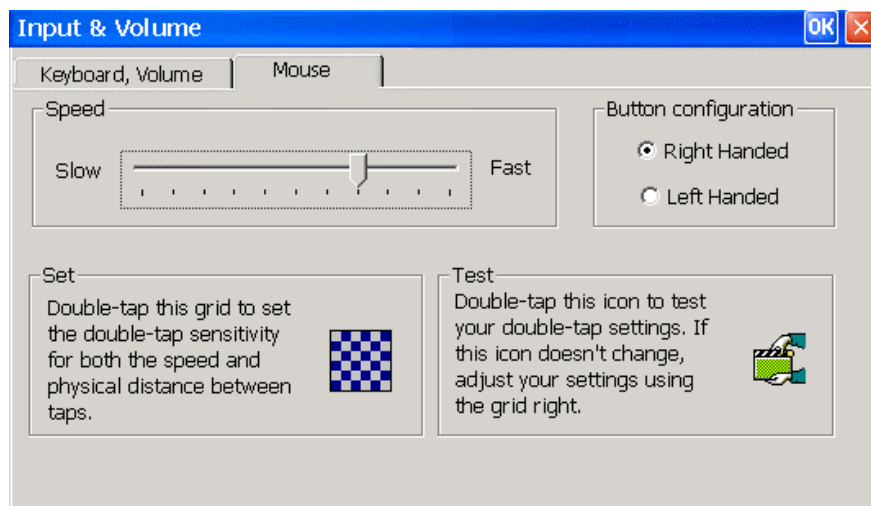 Input & Volume
OK
Keyboard, Volume
Mouse
Speed
Slow
Fast
Button configuration
Right Handed
Left Handed
Set
Double-tap this grid to set
the double-tap sensitivity
for both the speed and
physical distance between
taps.
Test
Double-tap this icon to test
your double-tap settings. If
this icon doesn't change,
adjust your settings using
the grid right.